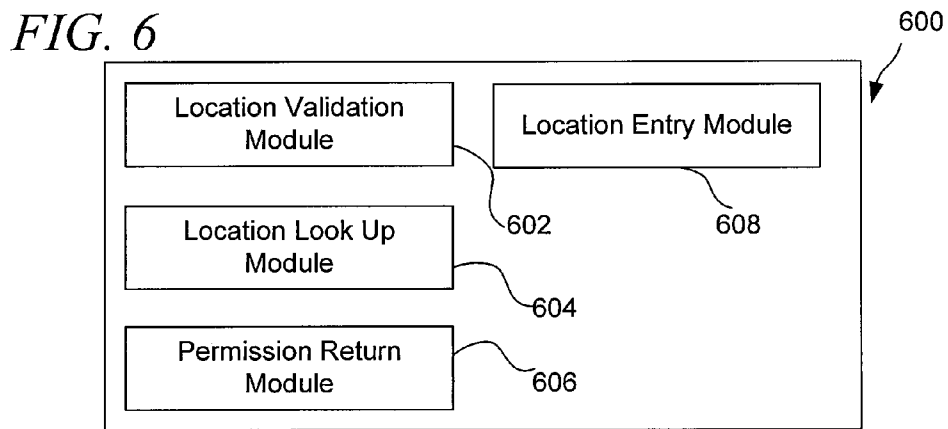 FIG. 6
600
Location Validation
Module
Location Entry Module
602
608
Location Look Up
Module
604
Permission Return
Module
606